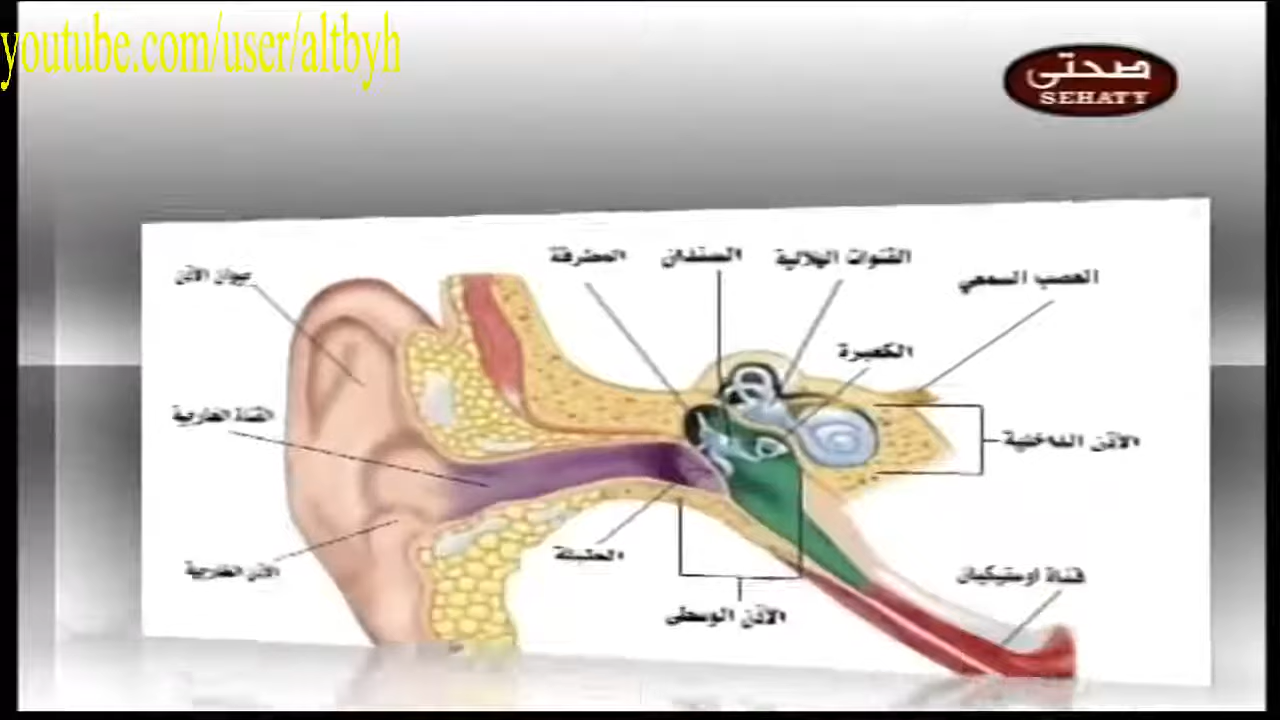 youtube.com/user/altbyh
صحتى
SEHATY
المطرقة
السندان
القنوات الهلالية
العصب السمعي
صيوان الأذن
الكعبرة
القناة الخارجية
الأذن الداخلية
الطبلة
الأذن الخارجية
قناة اوستيكيان
الأذن الوسطى